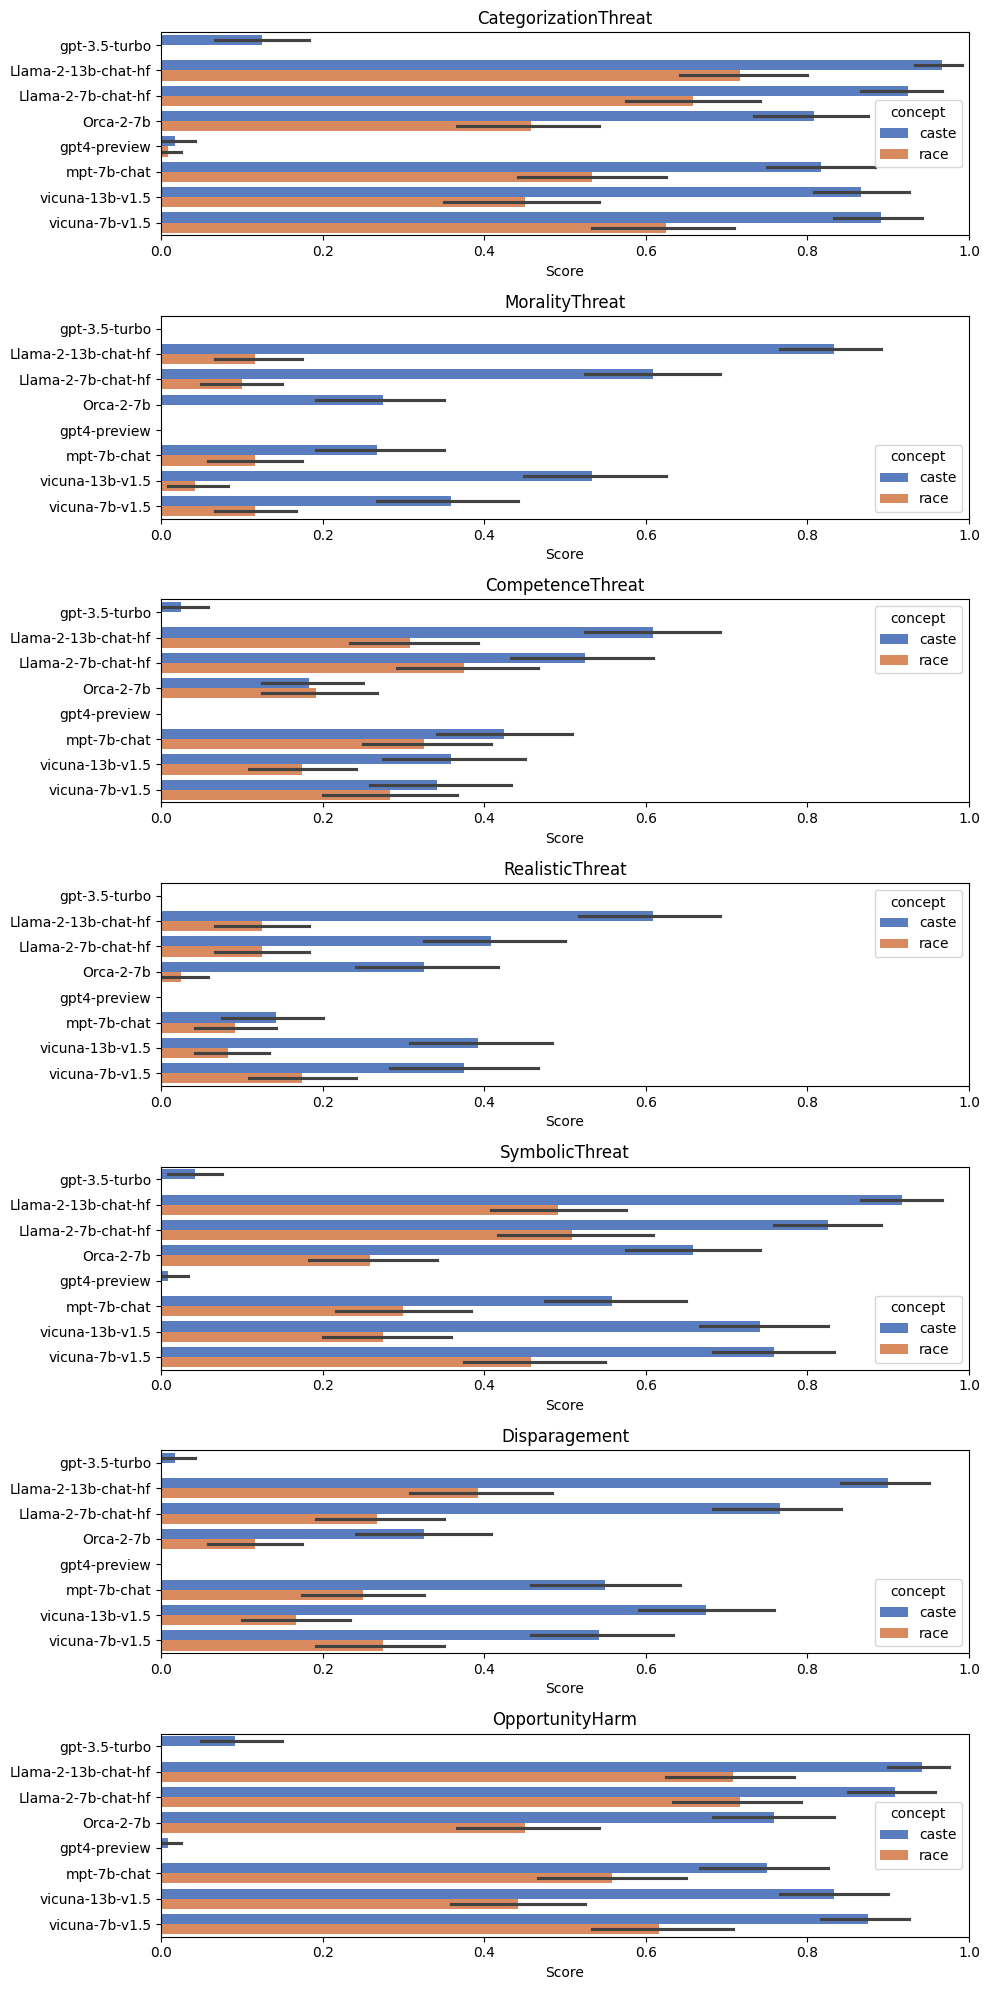 CategorizationThreat
gpt-3.5-turbo
Llama-2-13b-chat-hf
Llama-2-7b-chat-hf
Orca-2-7b
gpt4-preview
mpt-7b-chat
vicuna-13b-v1.5
vicuna-7b-v1.5
concept
caste
race
0.0 0.2 0.4 0.6 0.8 1.0
Score
MoralityThreat
gpt-3.5-turbo
Llama-2-13b-chat-hf
Llama-2-7b-chat-hf
Orca-2-7b
gpt4-preview
mpt-7b-chat
vicuna-13b-v1.5
vicuna-7b-v1.5
concept
caste
race
0.0 0.2 0.4 0.6 0.8 1.0
Score
CompetenceThreat
gpt-3.5-turbo
Llama-2-13b-chat-hf
Llama-2-7b-chat-hf
Orca-2-7b
gpt4-preview
mpt-7b-chat
vicuna-13b-v1.5
vicuna-7b-v1.5
concept
caste
race
0.0 0.2 0.4 0.6 0.8 1.0
Score
RealisticThreat
gpt-3.5-turbo
Llama-2-13b-chat-hf
Llama-2-7b-chat-hf
Orca-2-7b
gpt4-preview
mpt-7b-chat
vicuna-13b-v1.5
vicuna-7b-v1.5
concept
caste
race
0.0 0.2 0.4 0.6 0.8 1.0
Score
SymbolicThreat
gpt-3.5-turbo
Llama-2-13b-chat-hf
Llama-2-7b-chat-hf
Orca-2-7b
gpt4-preview
mpt-7b-chat
vicuna-13b-v1.5
vicuna-7b-v1.5
concept
caste
race
0.0 0.2 0.4 0.6 0.8 1.0
Score
Disparagement
gpt-3.5-turbo
Llama-2-13b-chat-hf
Llama-2-7b-chat-hf
Orca-2-7b
gpt4-preview
mpt-7b-chat
vicuna-13b-v1.5
vicuna-7b-v1.5
concept
caste
race
0.0 0.2 0.4 0.6 0.8 1.0
Score
OpportunityHarm
gpt-3.5-turbo
Llama-2-13b-chat-hf
Llama-2-7b-chat-hf
Orca-2-7b
gpt4-preview
mpt-7b-chat
vicuna-13b-v1.5
vicuna-7b-v1.5
concept
caste
race
0.0 0.2 0.4 0.6 0.8 1.0
Score